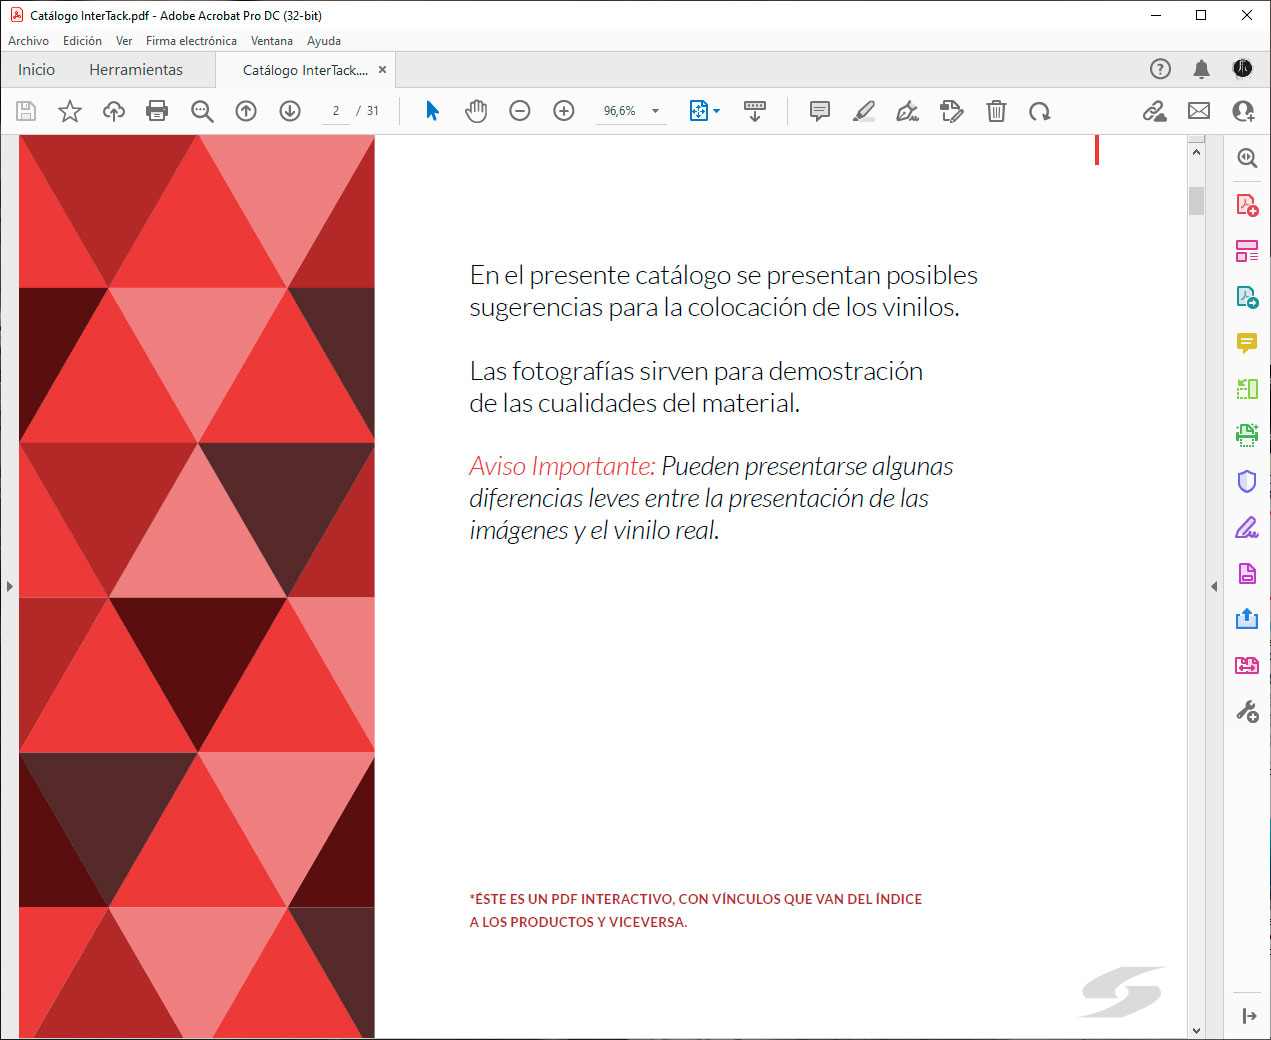 Catálogo InterTack.pdf - Adobe Acrobat Pro DC (32-bit)
Archivo Edición Ver Firma electrónica Ventana Ayuda
Inicio Herramientas Catálogo InterTack.... ×
2 / 31 96,6%
En el presente catálogo se presentan posibles
sugerencias para la colocación de los vinilos.
Las fotografías sirven para demostración
de las cualidades del material.
Aviso Importante: Pueden presentarse algunas
diferencias leves entre la presentación de las
imágenes y el vinilo real.
*ÉSTE ES UN PDF INTERACTIVO, CON VÍNCULOS QUE VAN DEL ÍNDICE
A LOS PRODUCTOS Y VICEVERSA.